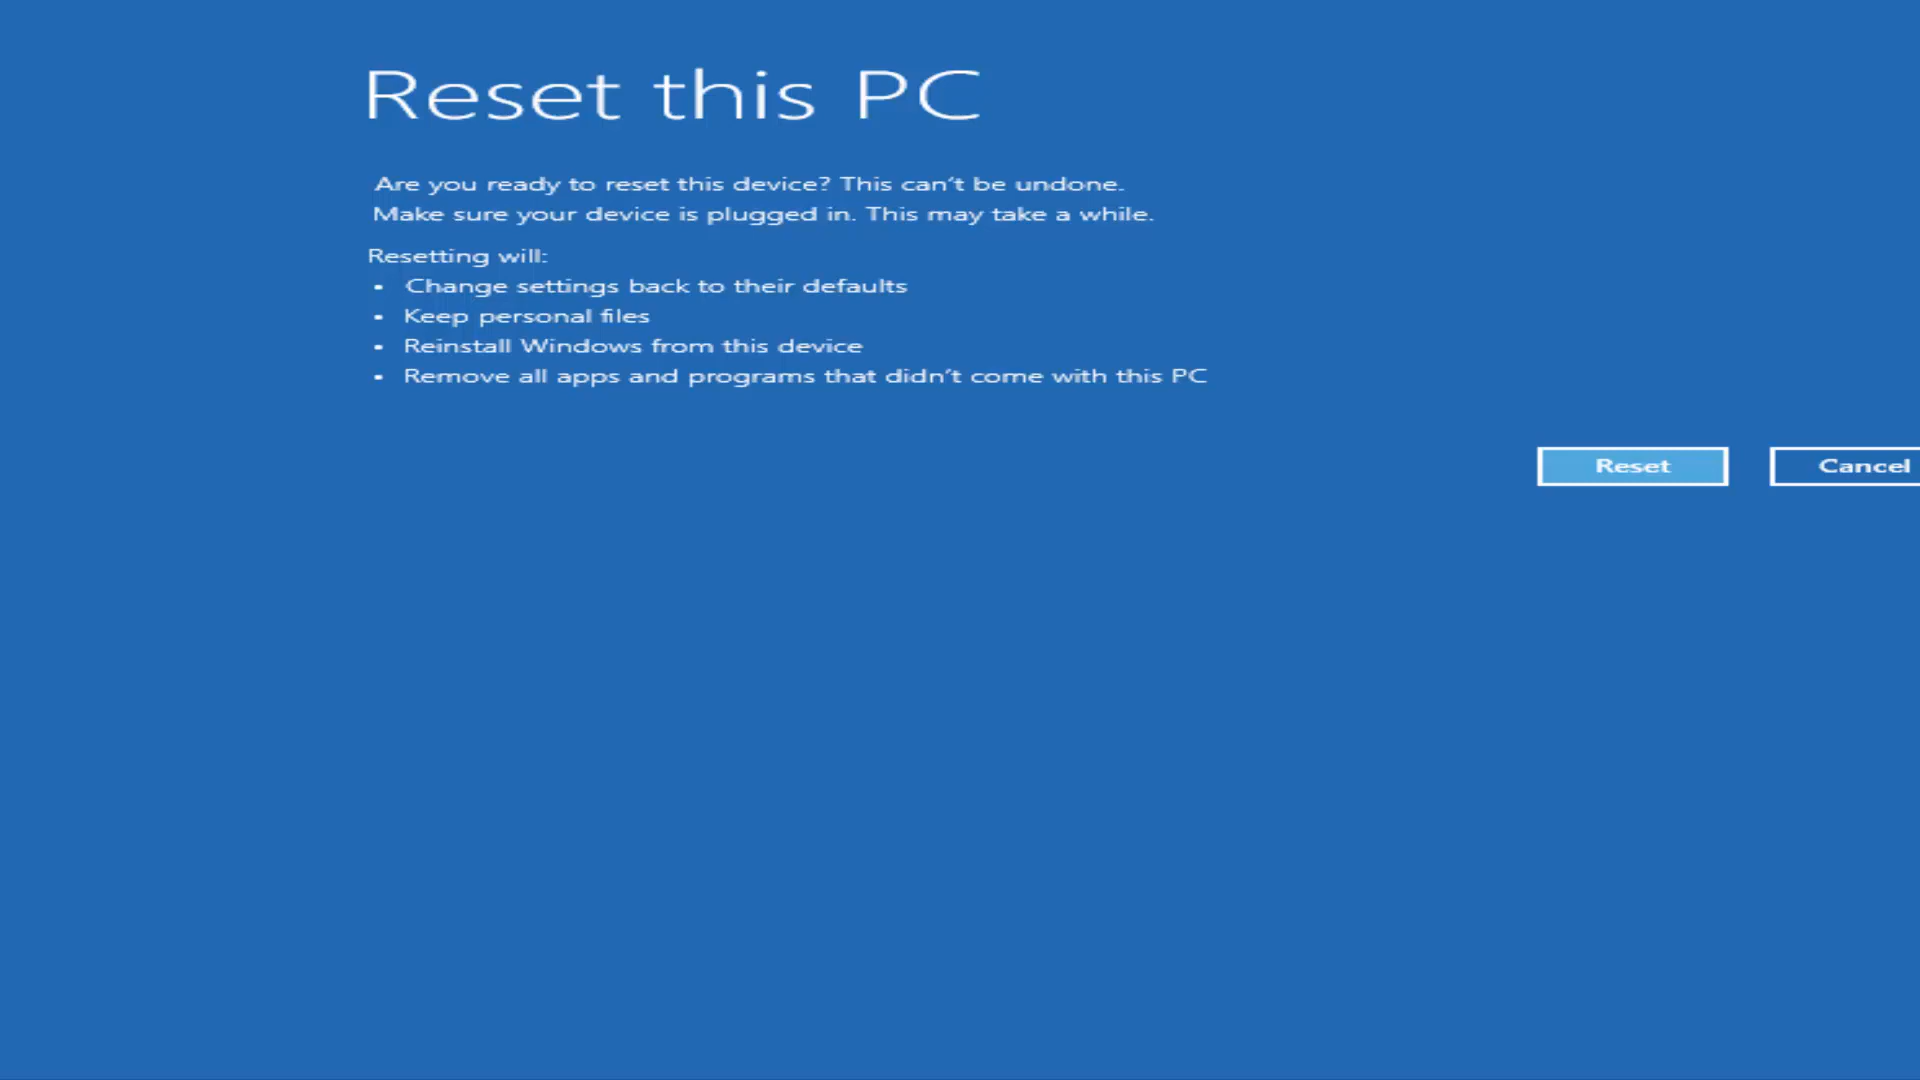 Reset this PC
Are you ready to reset this device? This can't be undone.
Make sure your device is plugged in. This may take a while.
Resetting will:
• Change settings back to their defaults
• Keep personal files
• Reinstall Windows from this device
• Remove all apps and programs that didn't come with this PC
Reset
Cancel